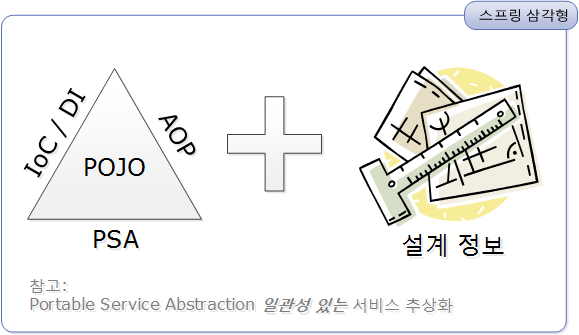 스프링 삼각형
IoC / DI
AOP
POJO
PSA
설계 정보
참고:
Portable Service Abstraction 일관성 있는 서비스 추상화